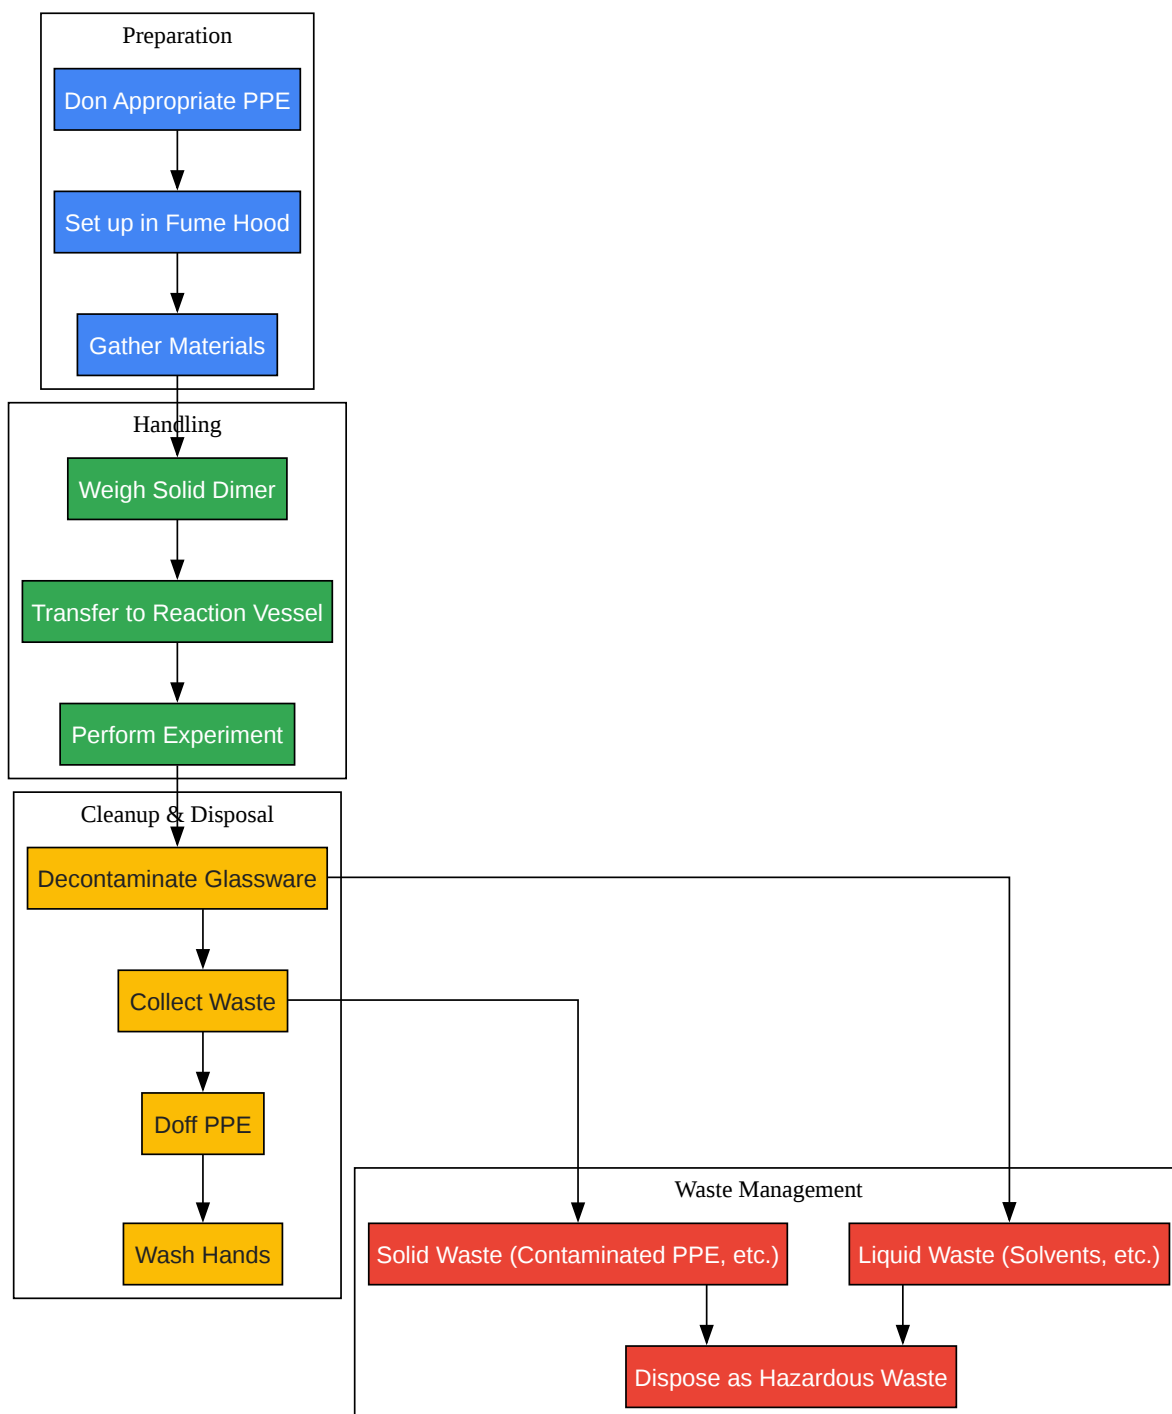 Preparation
Don Appropriate PPE
Set up in Fume Hood
Gather Materials
Handling
Weigh Solid Dimer
Transfer to Reaction Vessel
Perform Experiment
Cleanup & Disposal
Decontaminate Glassware
Collect Waste
Doff PPE
Wash Hands
Waste Management
Solid Waste (Contaminated PPE, etc.)
Liquid Waste (Solvents, etc.)
Dispose as Hazardous Waste